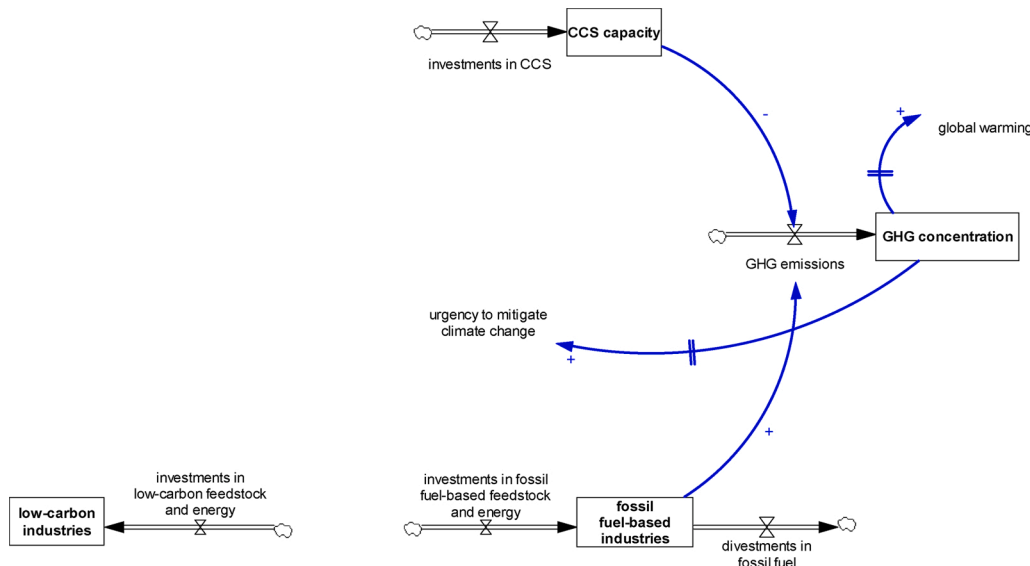 CCS capacity
investments in CCS
-
+
global warming
GHG concentration
GHG emissions
urgency to mitigate
climate change
+
+
investments in
low-carbon feedstock
and energy
low-carbon
industries
investments in fossil
fuel-based feedstock
and energy
fossil
fuel-based
industries
divestments in
fossil fuel